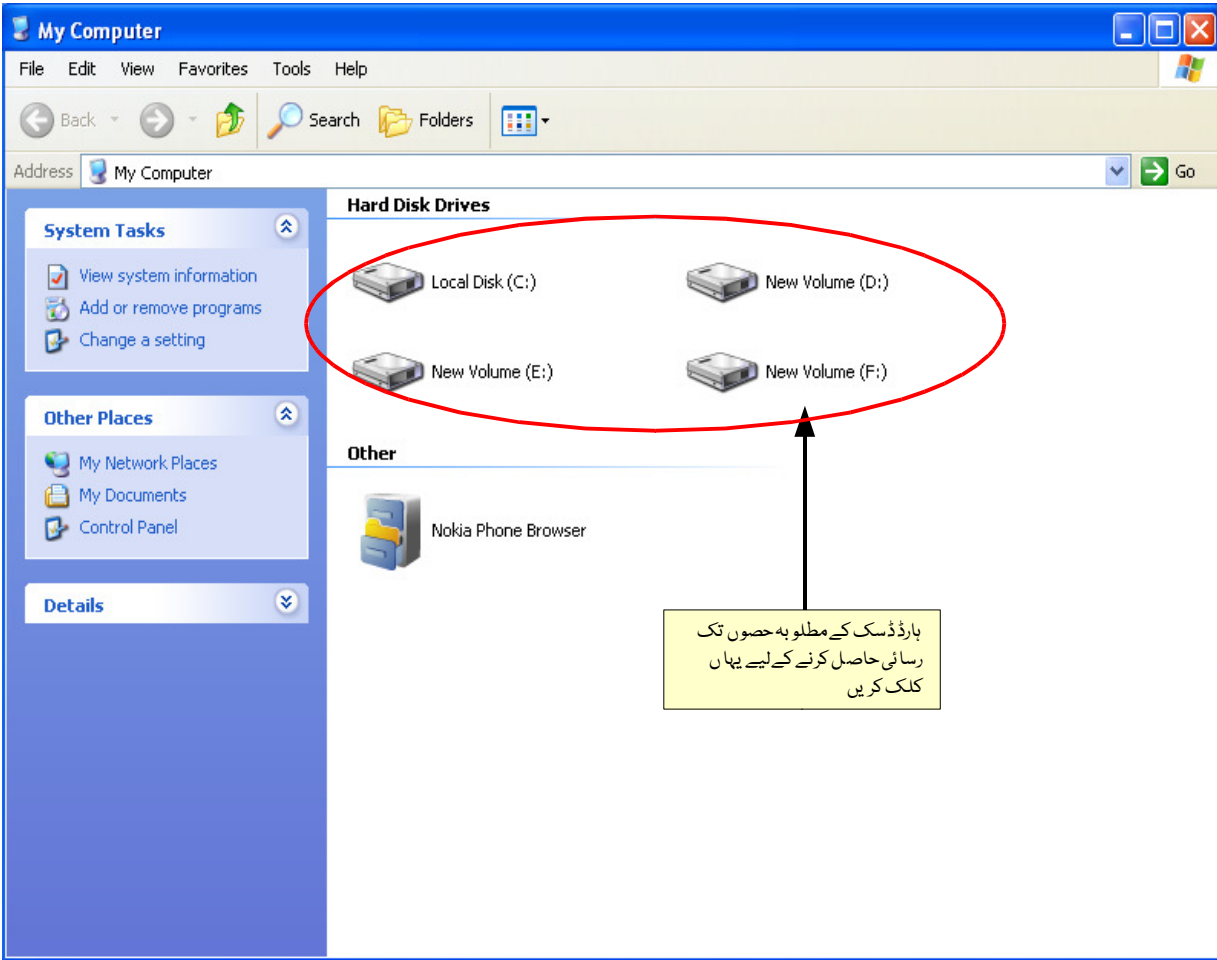 My Computer
File Edit View Favorites Tools Help
Back Search Folders
Address My Computer Go
System Tasks
View system information
Add or remove programs
Change a setting
Other Places
My Network Places
My Documents
Control Panel
Details
Hard Disk Drives
Local Disk (C:) New Volume (D:)
New Volume (E:) New Volume (F:)
Other
Nokia Phone Browser
ہارڈ ڈسک کے مطلوبہ حصوں تک
رسائی حاصل کرنے کے لیے یہاں
کلک کریں